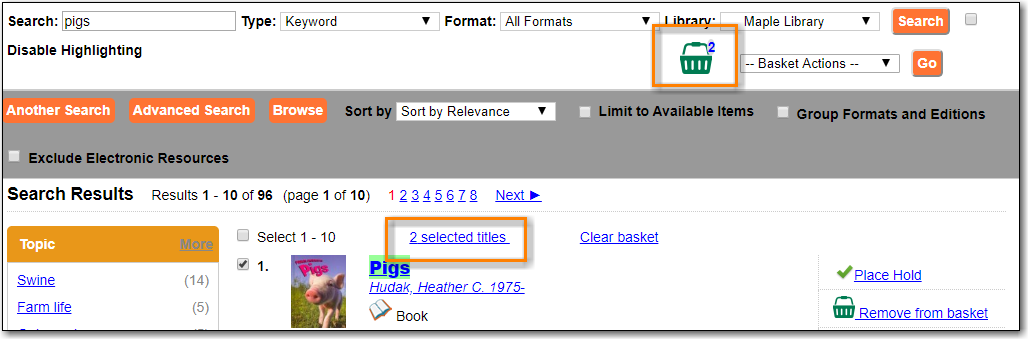 Search: pigs Type: Keyword Format: All Formats Library: Maple Library Search
Disable Highlighting
2
-- Basket Actions -- Go
Another Search Advanced Search Browse Sort by Sort by Relevance Limit to Available Items Group Formats and Editions
Exclude Electronic Resources
Search Results Results 1 - 10 of 96 (page 1 of 10) 1 2 3 4 5 6 7 8 Next ►
Topic More
Select 1 - 10 2 selected titles Clear basket
1. Pigs
Pigs
Hudak, Heather C. 1975-
Book
Place Hold
Remove from basket
Swine (14)
Farm life (5)